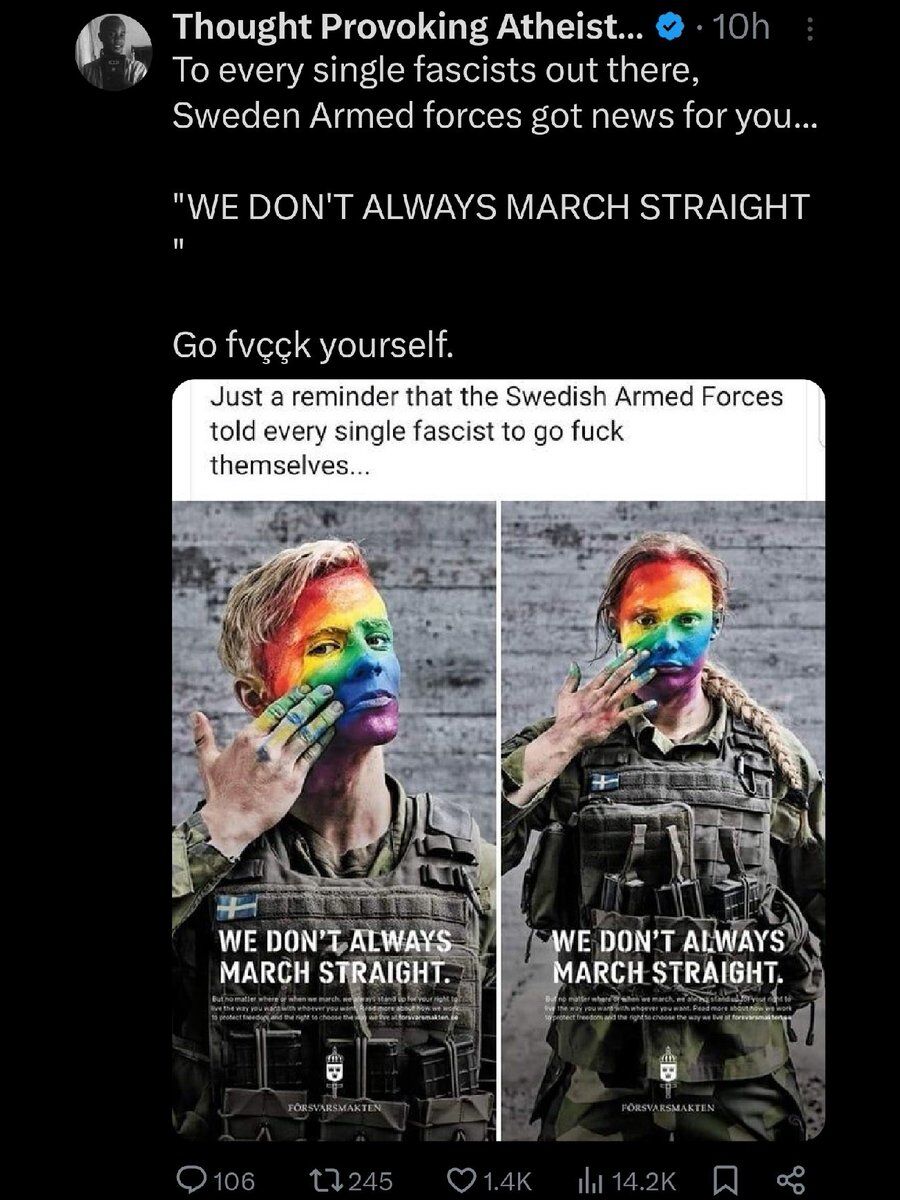 Thought Provoking Atheist... · 10h
To every single fascists out there,
Sweden Armed forces got news for you...
"WE DON'T ALWAYS MARCH STRAIGHT
"
Go fvççk yourself.
Just a reminder that the Swedish Armed Forces
told every single fascist to go fuck
themselves...
WE DON'T ALWAYS
MARCH STRAIGHT.
But no matter where or when we march, we always stand up for your right to
live the way you want with whoever you want. Read more about how we work
to protect freedom and the right to choose the way we live at forsvarsmakten.se
FÖRSVARSMAKTEN
WE DON'T ALWAYS
MARCH STRAIGHT.
But no matter where or when we march, we always stand up for your right to
live the way you want with whoever you want. Read more about how we work
to protect freedom and the right to choose the way we live at forsvarsmakten.se
FÖRSVARSMAKTEN
106 245 1.4K 14.2K